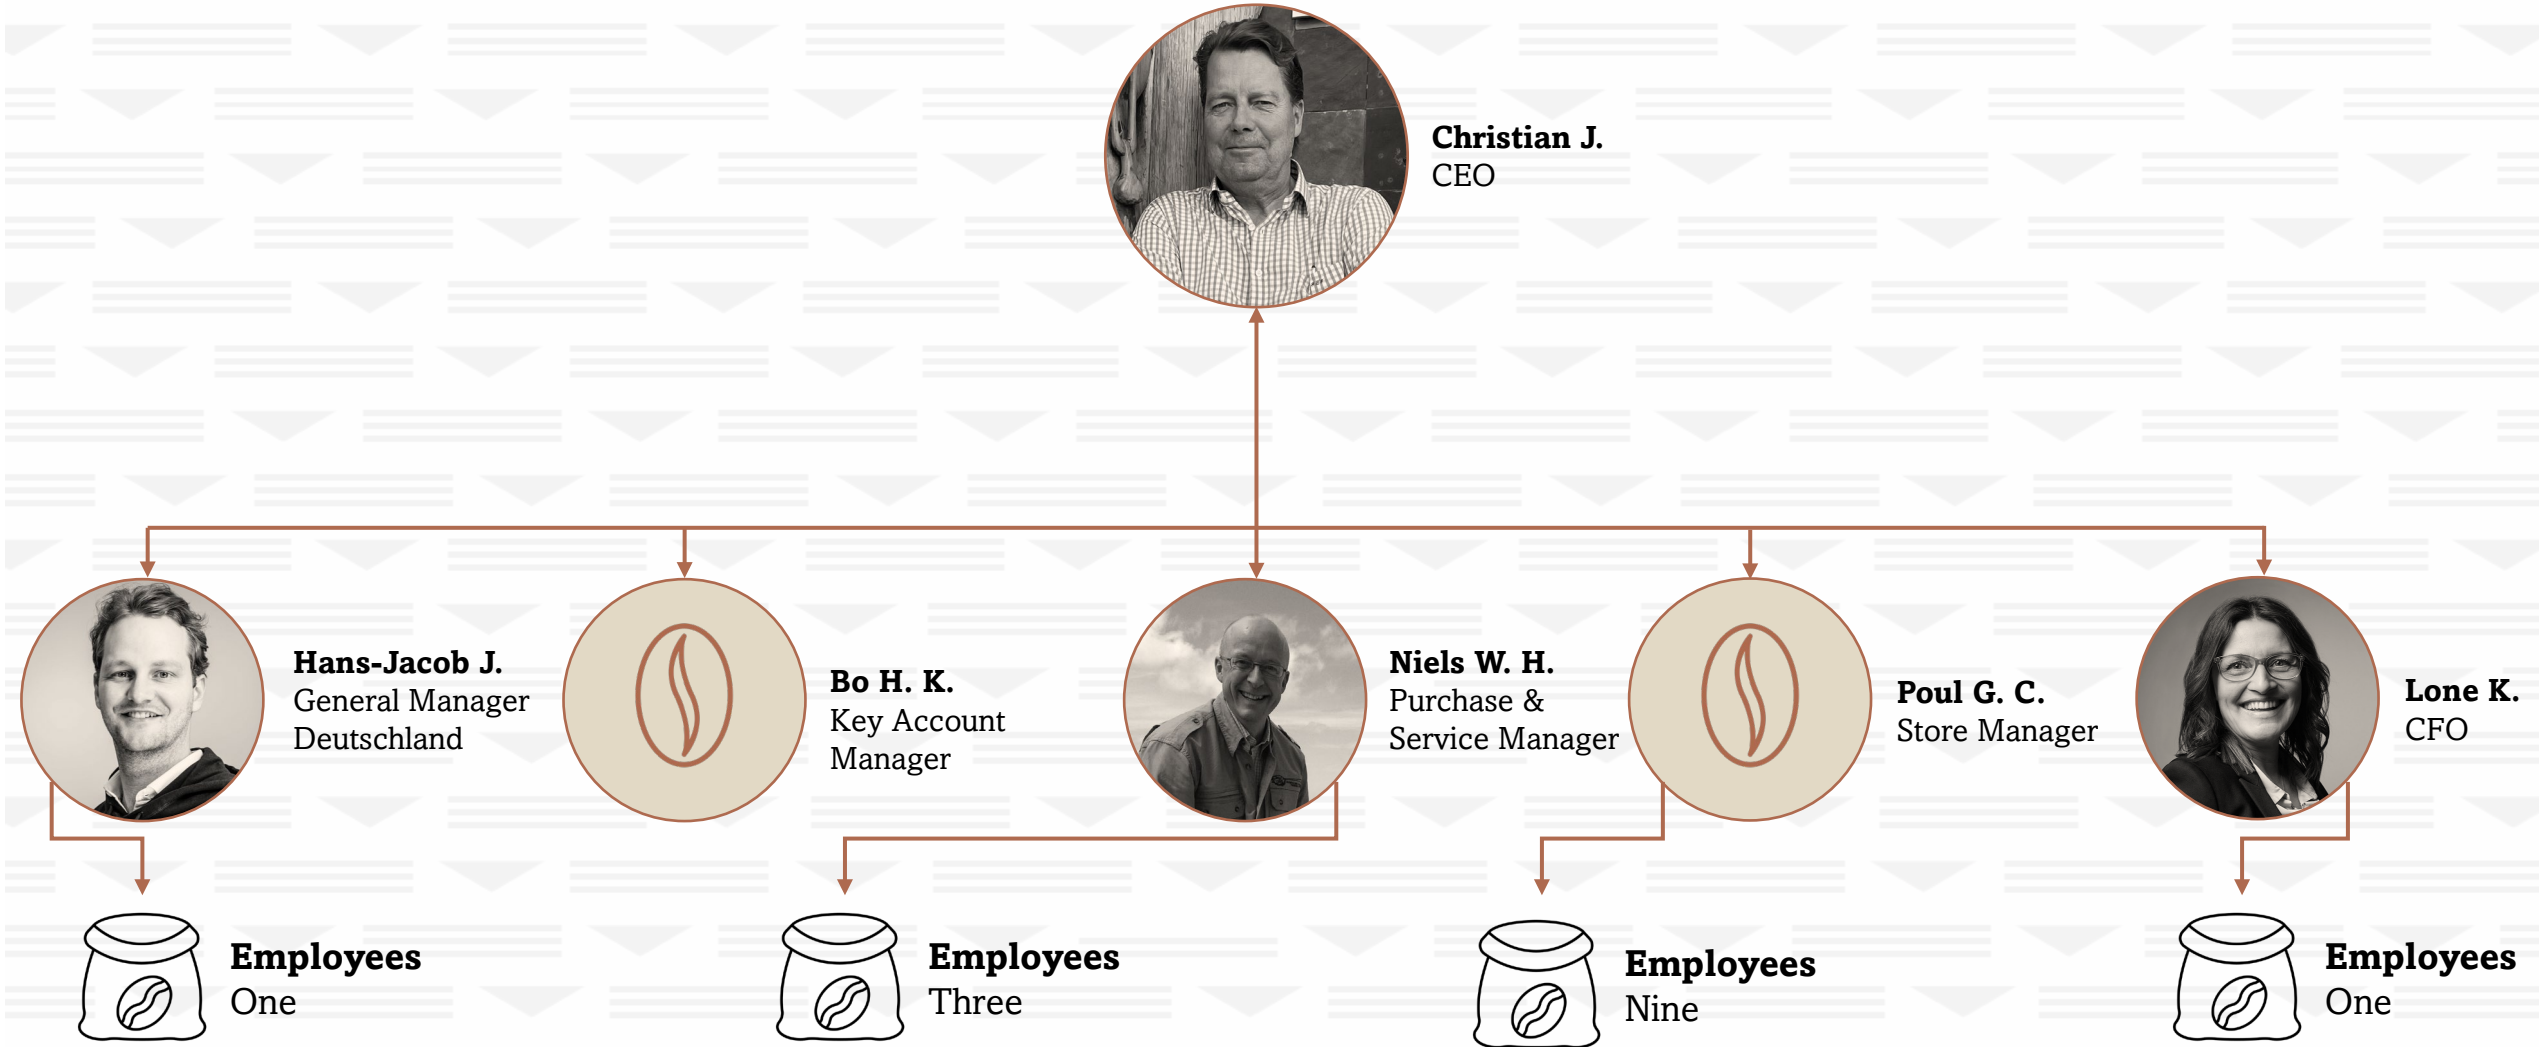 Christian J.
CEO
Hans-Jacob J.
General Manager
Deutschland
Bo H. K.
Key Account
Manager
Niels W. H.
Purchase &
Service Manager
Poul G. C.
Store Manager
Lone K.
CFO
Employees
One
Employees
Three
Employees
Nine
Employees
One